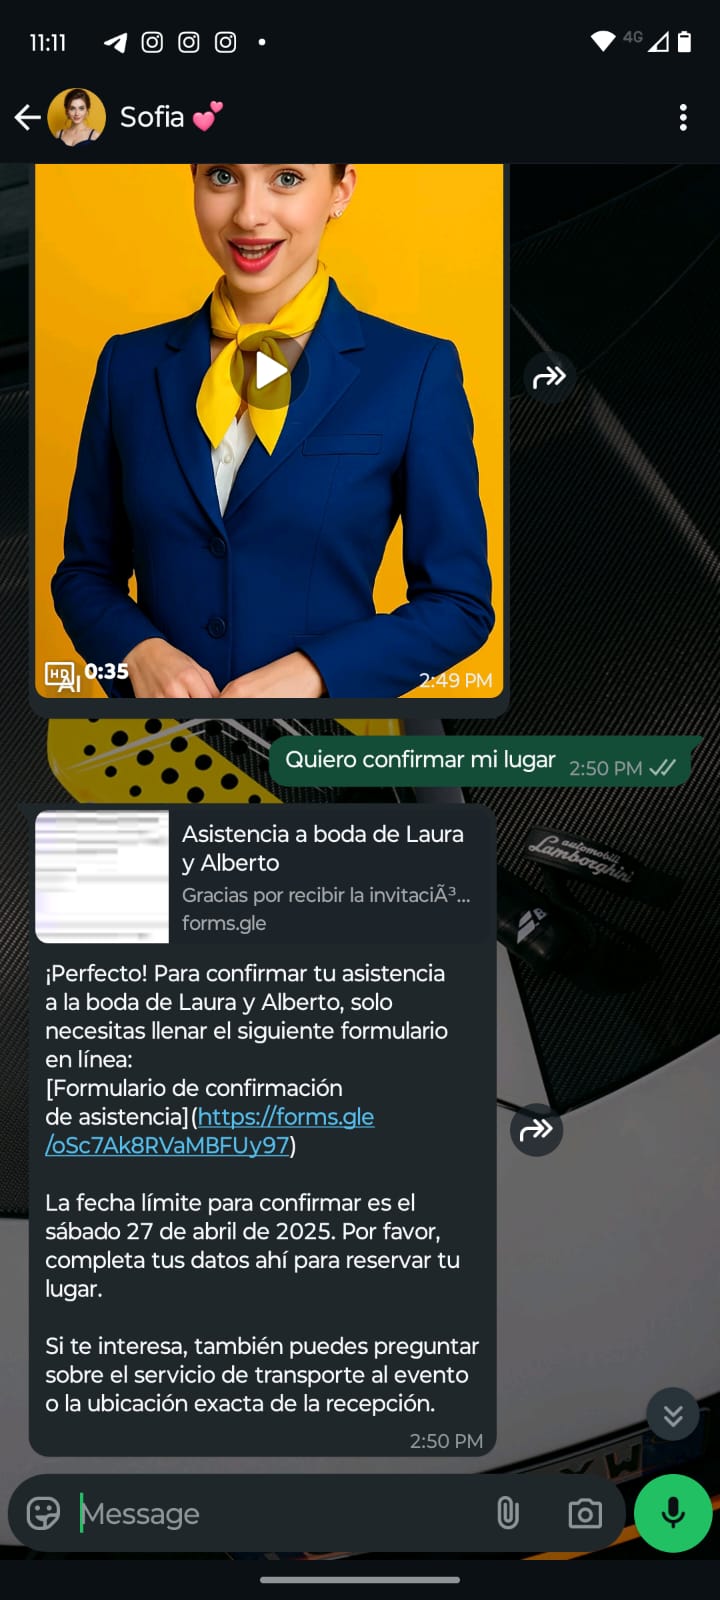 11:11
4G
Sofia 💕
HD
AI
0:35
2:49 PM
Quiero confirmar mi lugar
2:50 PM
Asistencia a boda de Laura
y Alberto
Gracias por recibir la invitaciÃ³...
forms.gle
¡Perfecto! Para confirmar tu asistencia
a la boda de Laura y Alberto, solo
necesitas llenar el siguiente formulario
en línea:
[Formulario de confirmación
de asistencia](https://forms.gle
/oSc7Ak8RVaMBFUy97)
La fecha límite para confirmar es el
sábado 27 de abril de 2025. Por favor,
completa tus datos ahí para reservar tu
lugar.
Si te interesa, también puedes preguntar
sobre el servicio de transporte al evento
o la ubicación exacta de la recepción.
2:50 PM
automobili
Lamborghini
Message